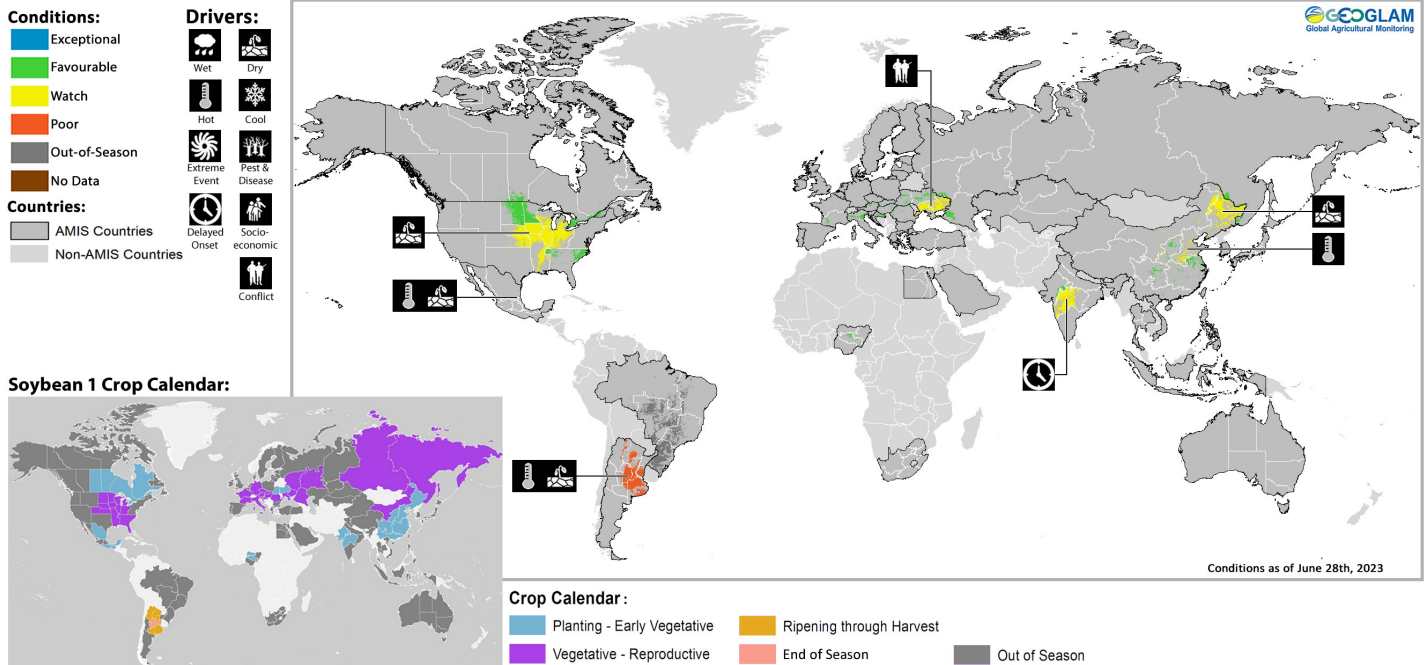 Conditions:
Exceptional
Favourable
Watch
Poor
Out-of-Season
No Data
Countries:
AMIS Countries
Non-AMIS Countries
Drivers:
Wet
Dry
Hot
Cool
Extreme
Event
Pest &
Disease
Delayed
Onset
Socio-
economic
Conflict
GEOGLAM
Global Agricultural Monitoring
Conditions as of June 28th, 2023
Soybean 1 Crop Calendar:
Crop Calendar :
Planting - Early Vegetative
Ripening through Harvest
Vegetative - Reproductive
End of Season
Out of Season